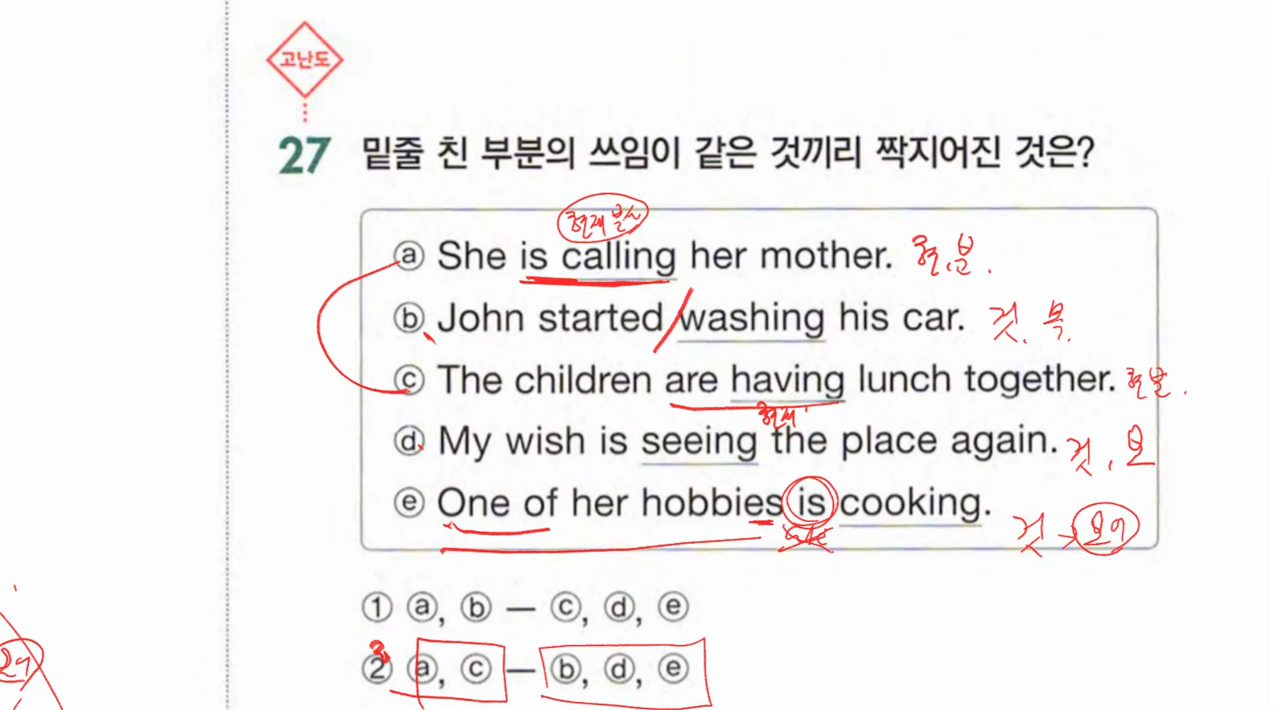 고난도
27 밑줄 친 부분의 쓰임이 같은 것끼리 짝지어진 것은?
현재분사
ⓐ She is calling her mother. 현.분.
ⓑ John started washing his car. 것, 목.
ⓒ The children are having lunch together. 현분.
현재
ⓓ My wish is seeing the place again. 것, 보
ⓔ One of her hobbies is cooking. 것 → 보어
① ⓐ, ⓑ — ⓒ, ⓓ, ⓔ
② ⓐ, ⓒ — ⓑ, ⓓ, ⓔ